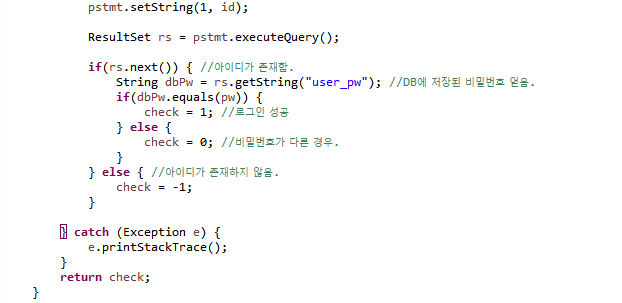 pstmt.setString(1, id);
ResultSet rs = pstmt.executeQuery();
if(rs.next()) { //아이디가 존재함.
String dbPw = rs.getString("user_pw"); //DB에 저장된 비밀번호 얻음.
if(dbPw.equals(pw)) {
check = 1; //로그인 성공
} else {
check = 0; //비밀번호가 다른 경우.
}
} else { //아이디가 존재하지 않음.
check = -1;
}
} catch (Exception e) {
e.printStackTrace();
}
return check;
}